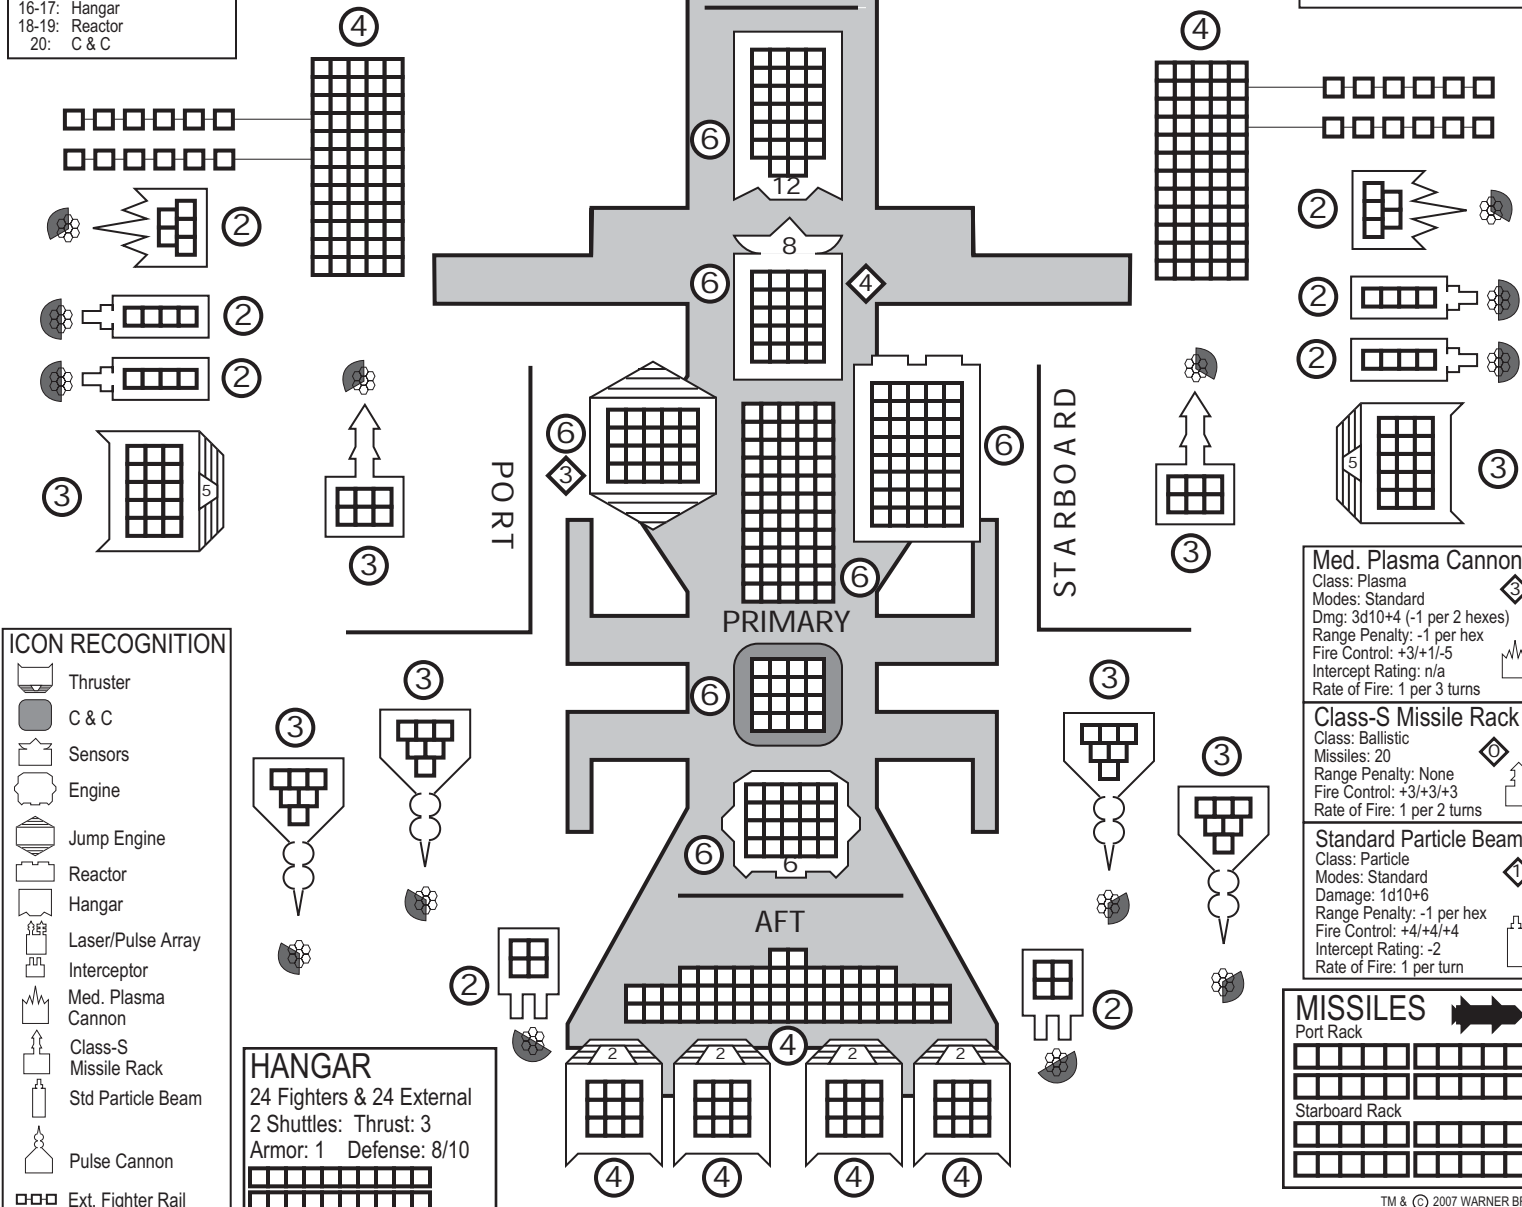 16-17: Hangar
18-19: Reactor
20: C & C
4
4
6
12
2
2
8
6
4
2
2
2
2
6
3
6
5
3
5
3
PORT
STARBOARD
3
3
6
PRIMARY
Med. Plasma Cannon
Class: Plasma
3
Modes: Standard
Dmg: 3d10+4 (-1 per 2 hexes)
Range Penalty: -1 per hex
Fire Control: +3/+1/-5
Intercept Rating: n/a
Rate of Fire: 1 per 3 turns
Class-S Missile Rack
Class: Ballistic
Missiles: 20
0
Range Penalty: None
Fire Control: +3/+3/+3
Rate of Fire: 1 per 2 turns
Standard Particle Beam
Class: Particle
Modes: Standard
1
Damage: 1d10+6
Range Penalty: -1 per hex
Fire Control: +4/+4/+4
Intercept Rating: -2
Rate of Fire: 1 per turn
ICON RECOGNITION
Thruster
C & C
Sensors
Engine
Jump Engine
Reactor
Hangar
Laser/Pulse Array
Interceptor
Med. Plasma
Cannon
Class-S
Missile Rack
Std Particle Beam
Pulse Cannon
Ext. Fighter Rail
3
3
6
3
3
6
6
AFT
2
2
4
2
2
2
2
4
4
4
4
HANGAR
24 Fighters & 24 External
2 Shuttles: Thrust: 3
Armor: 1 Defense: 8/10
MISSILES
Port Rack
Starboard Rack
TM & © 2007 WARNER